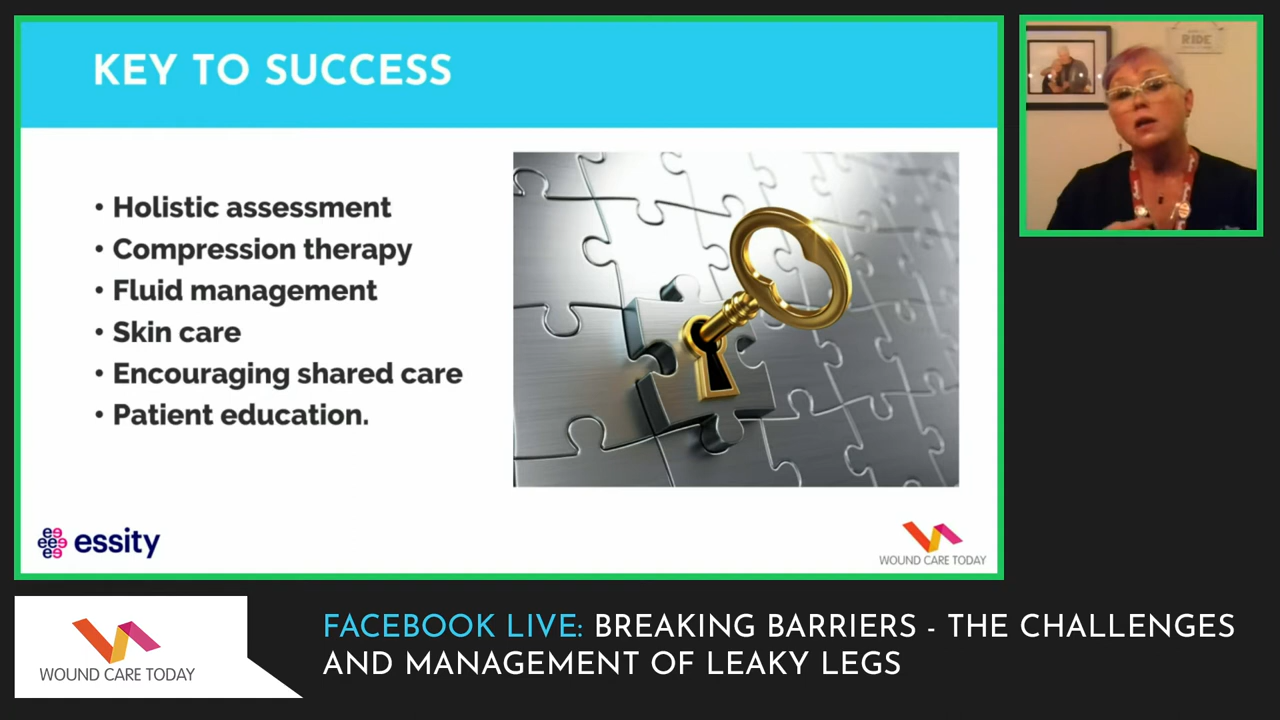 KEY TO SUCCESS
• Holistic assessment
• Compression therapy
• Fluid management
• Skin care
• Encouraging shared care
• Patient education.
essity
WOUND CARE TODAY
RIDE
WOUND CARE TODAY
FACEBOOK LIVE: BREAKING BARRIERS - THE CHALLENGES
AND MANAGEMENT OF LEAKY LEGS